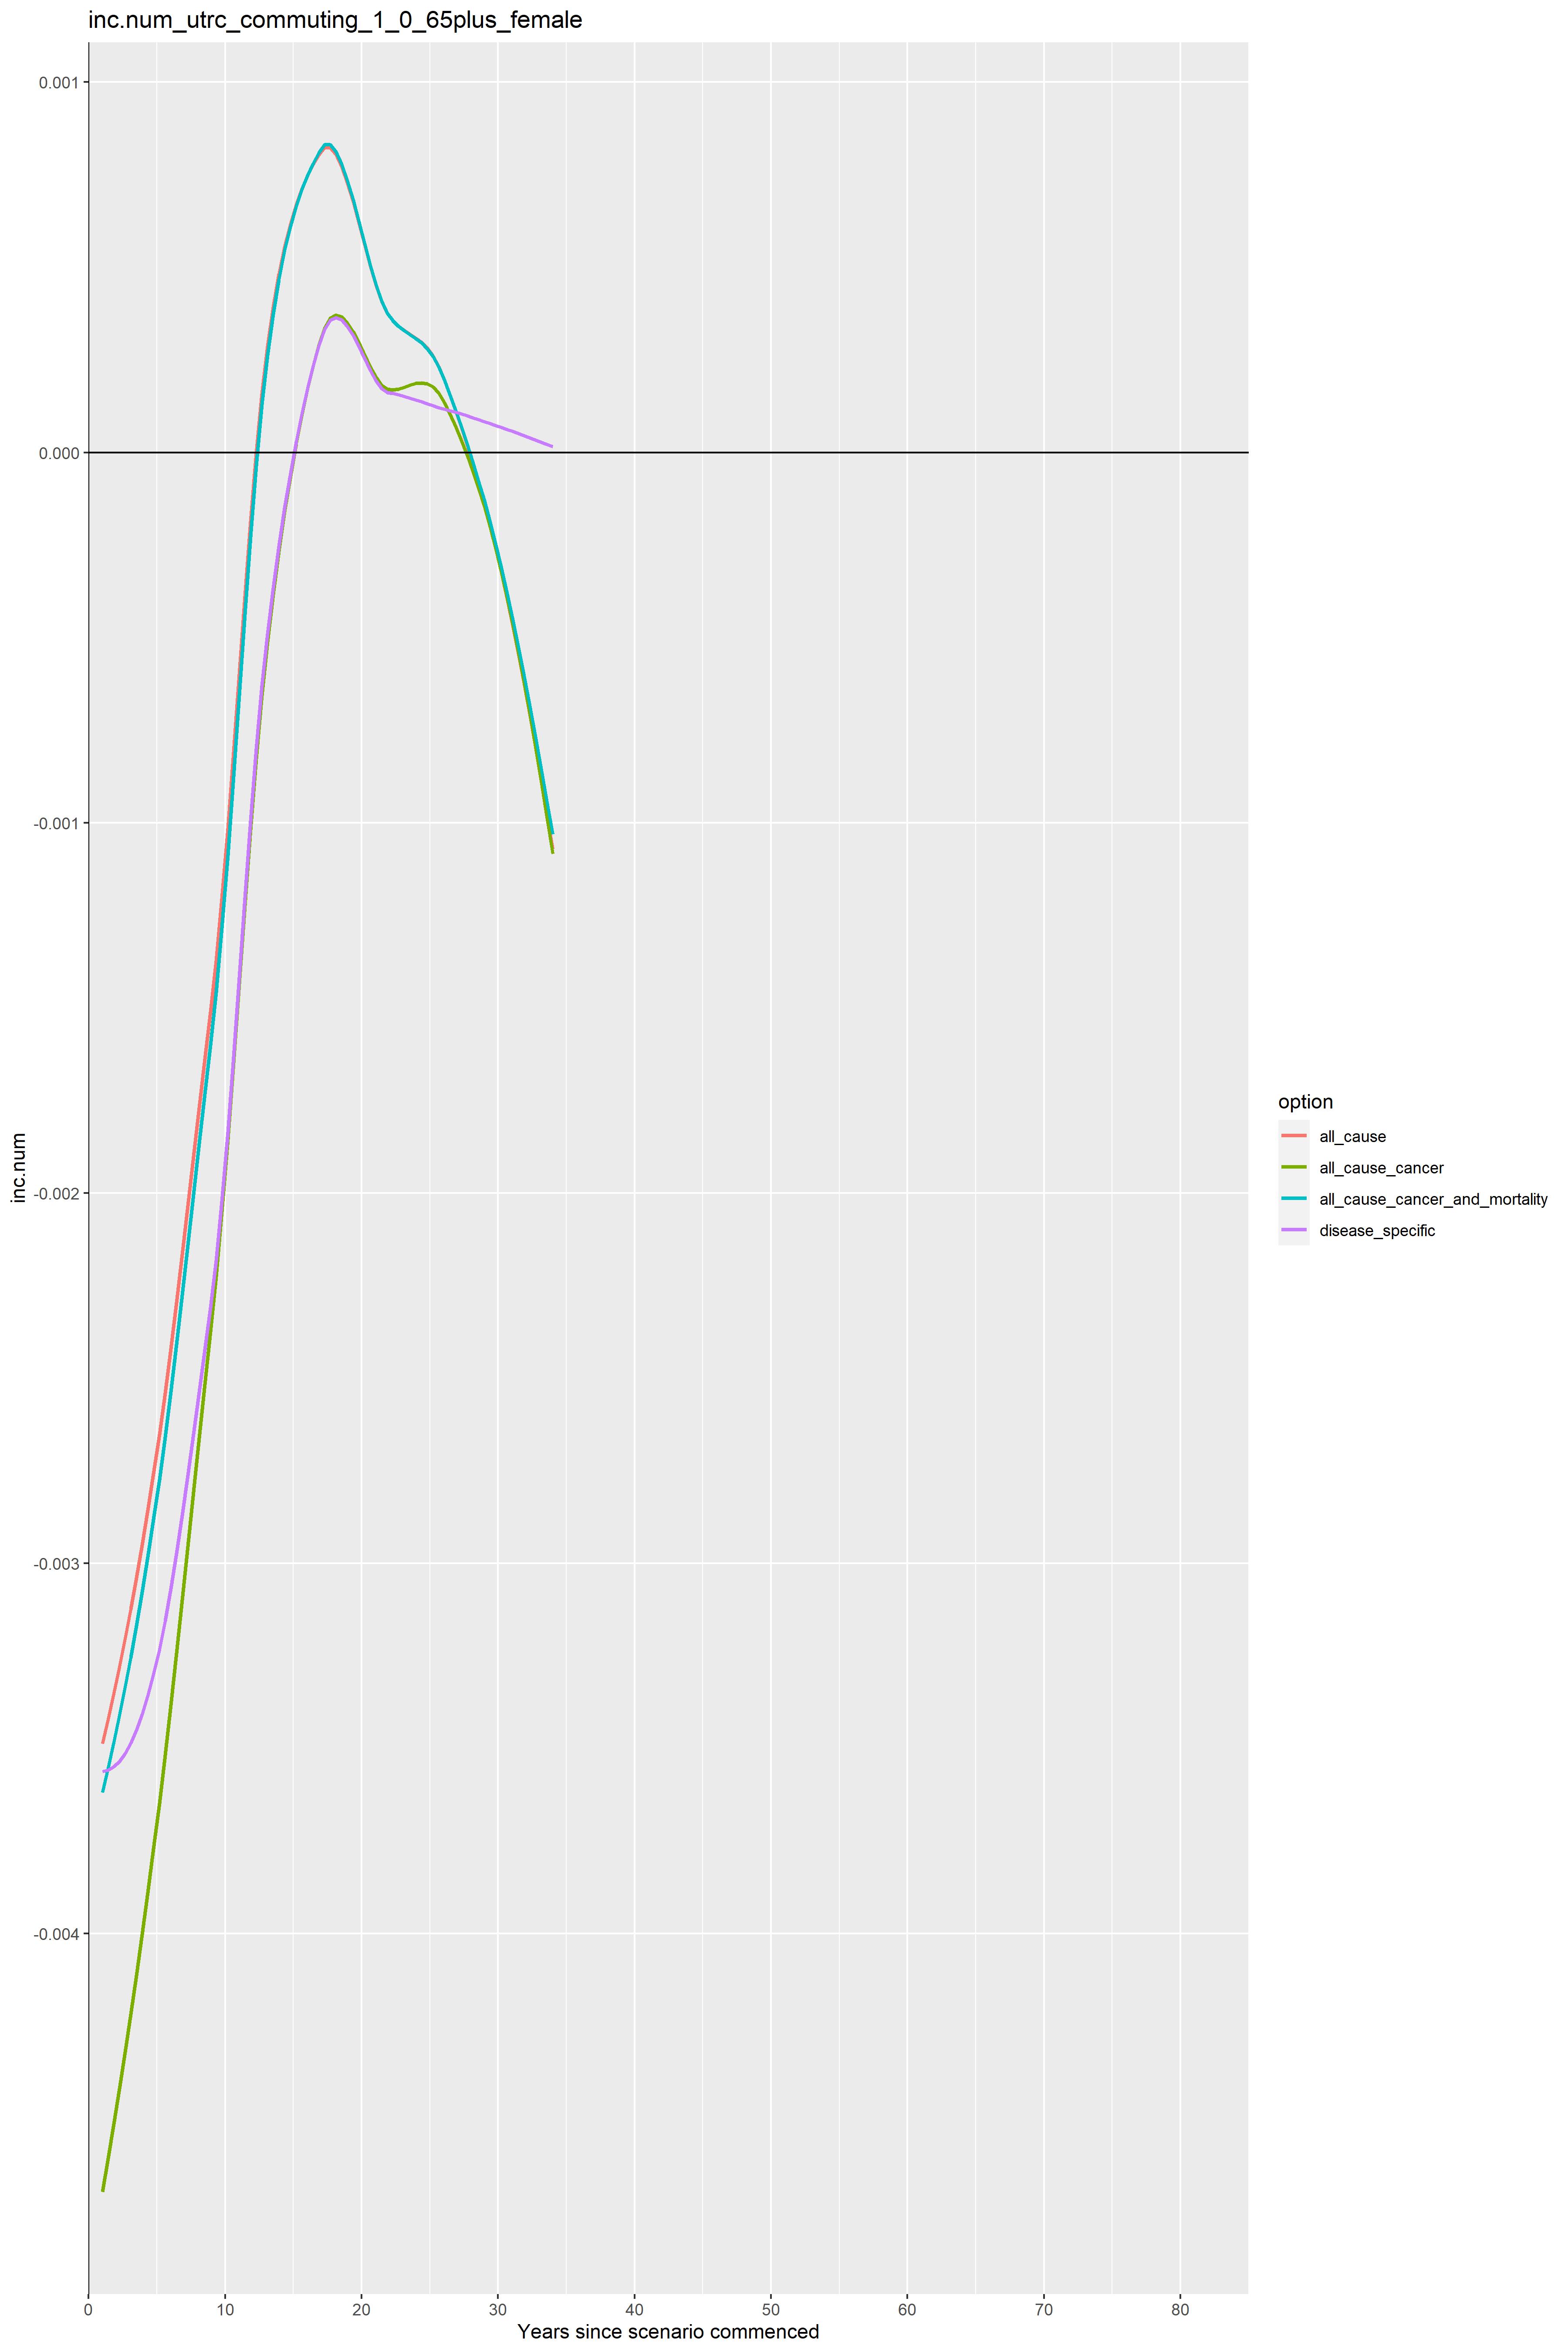 inc.num_utrc_commuting_1_0_65plus_female
0.001
0.000
-0.001
-0.002
-0.003
-0.004
inc.num
0 10 20 30 40 50 60 70 80
Years since scenario commenced
option
all_cause
all_cause_cancer
all_cause_cancer_and_mortality
disease_specific